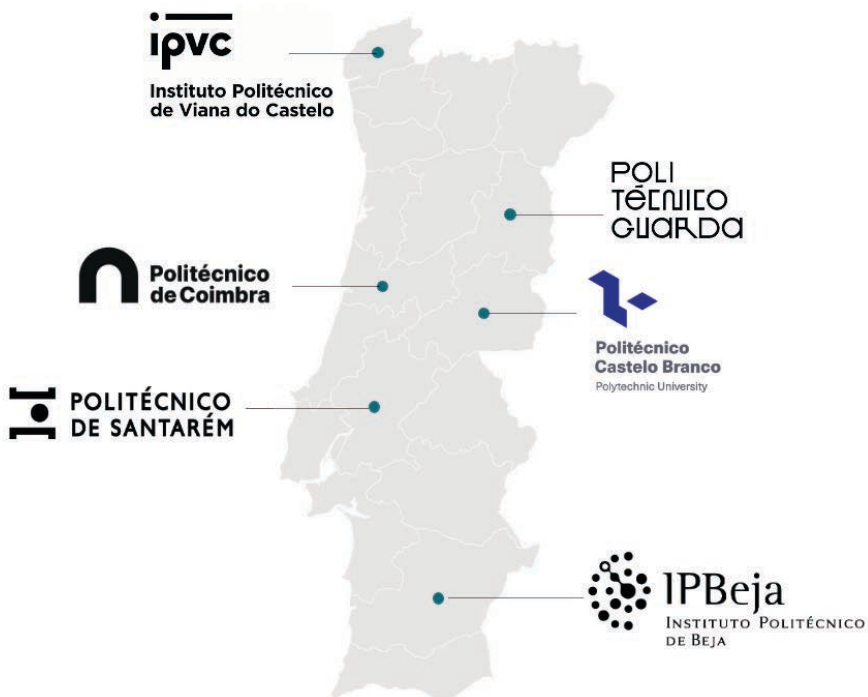 ipvc
Instituto Politécnico
de Viana do Castelo
POLI
TÉCNICO
GUARDA
Politécnico
de Coimbra
Politécnico
Castelo Branco
Polytechnic University
POLITÉCNICO
DE SANTARÉM
IPBeja
INSTITUTO POLITÉCNICO
DE BEJA